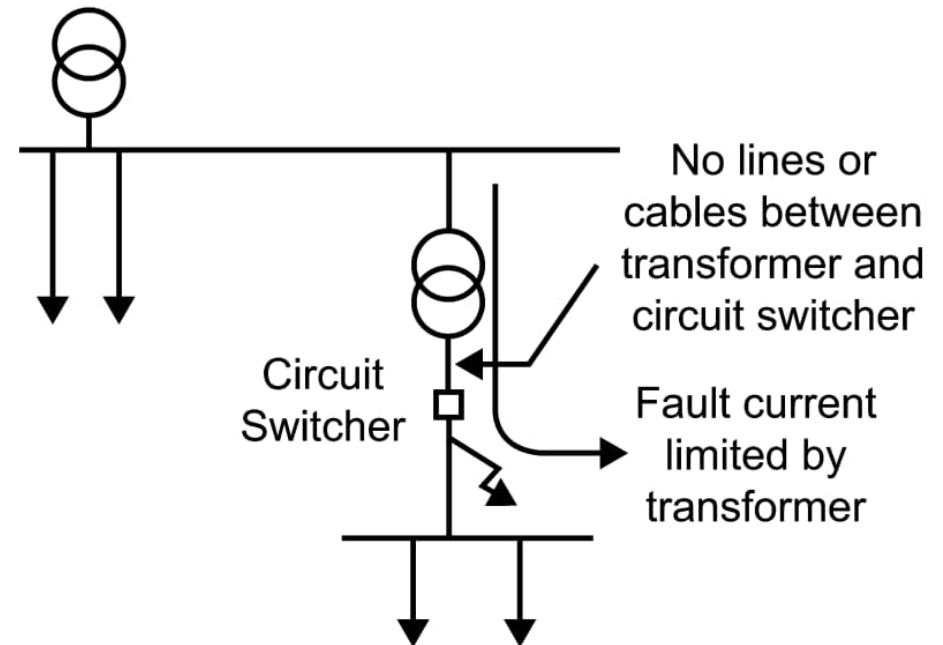 No lines or
cables between
transformer and
circuit switcher
Circuit
Switcher
Fault current
limited by
transformer